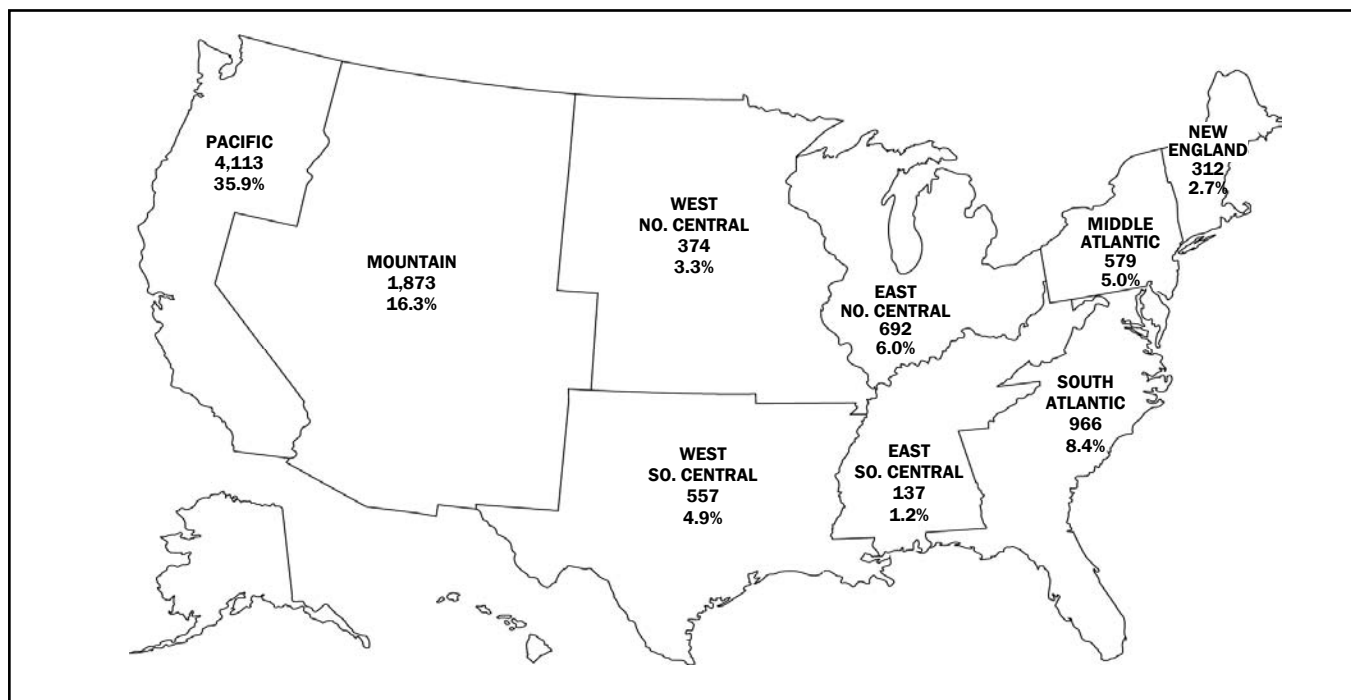 PACIFIC
4,113
35.9%
MOUNTAIN
1,873
16.3%
WEST
NO. CENTRAL
374
3.3%
WEST
SO. CENTRAL
557
4.9%
EAST
NO. CENTRAL
692
6.0%
EAST
SO. CENTRAL
137
1.2%
NEW
ENGLAND
312
2.7%
MIDDLE
ATLANTIC
579
5.0%
SOUTH
ATLANTIC
966
8.4%